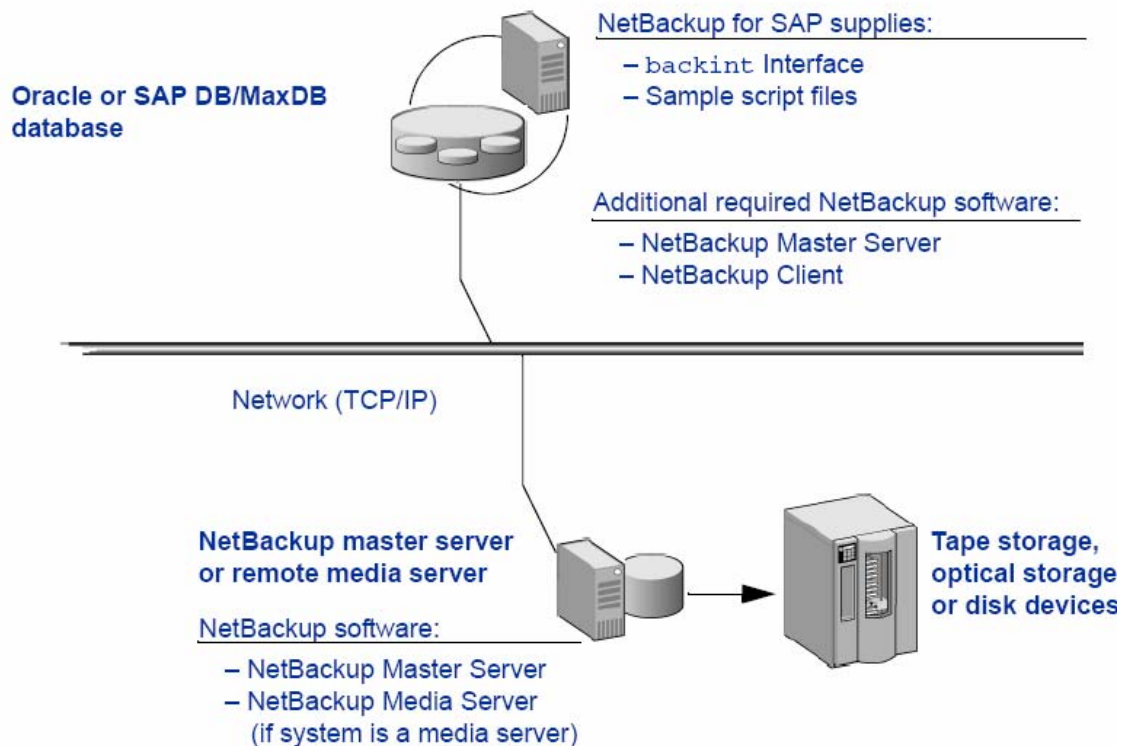 NetBackup for SAP supplies:
– backint Interface
– Sample script files
Oracle or SAP DB/MaxDB
database
Additional required NetBackup software:
– NetBackup Master Server
– NetBackup Client
Network (TCP/IP)
NetBackup master server
or remote media server
NetBackup software:
– NetBackup Master Server
– NetBackup Media Server
(if system is a media server)
Tape storage,
optical storage
or disk devices